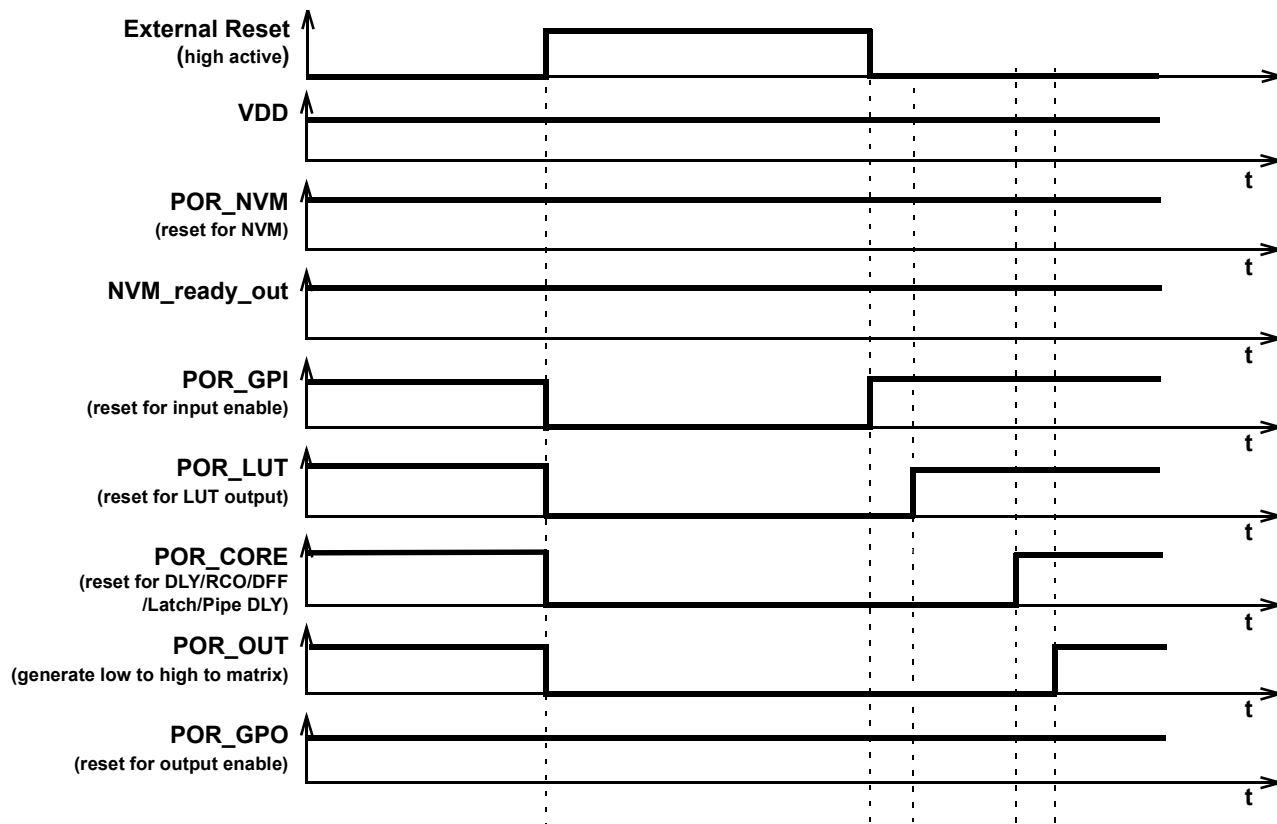 External Reset
(high active)
VDD
t
POR_NVM
(reset for NVM)
t
NVM_ready_out
t
POR_GPI
(reset for input enable)
t
POR_LUT
(reset for LUT output)
t
POR_CORE
(reset for DLY/RCO/DFF
/Latch/Pipe DLY)
t
POR_OUT
(generate low to high to matrix)
t
POR_GPO
(reset for output enable)
t